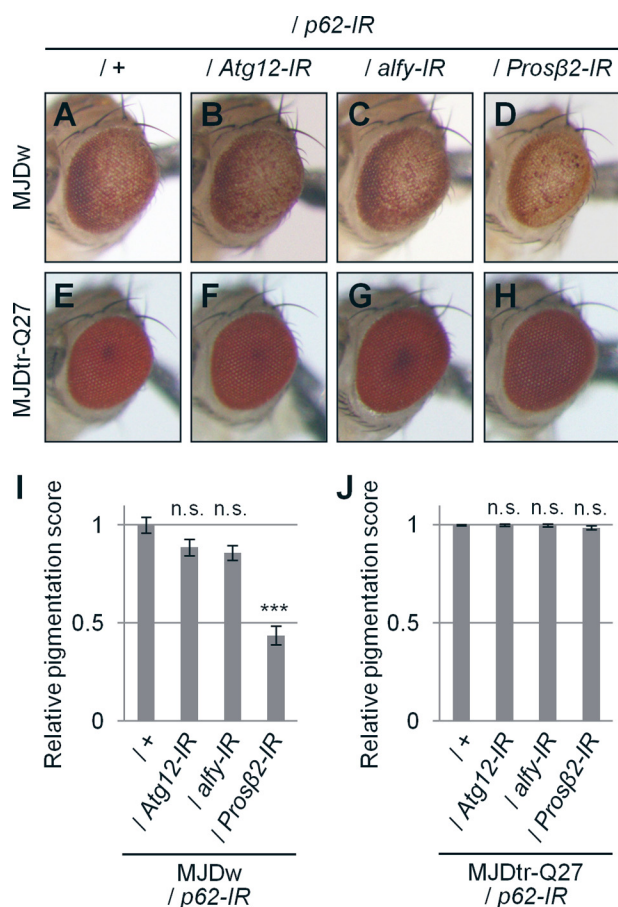 / p62-IR
/ + / Atg12-IR / alfy-IR / Prosβ2-IR
MJDw
A B C D
MJDtr-Q27
E F G H
I
Relative pigmentation score
1
0.5
0
n.s. n.s.
***
/ +
/ Atg12-IR
/ alfy-IR
/ Prosβ2-IR
MJDw
/ p62-IR
J
Relative pigmentation score
1
0.5
0
n.s. n.s. n.s.
/ +
/ Atg12-IR
/ alfy-IR
/ Prosβ2-IR
MJDtr-Q27
/ p62-IR